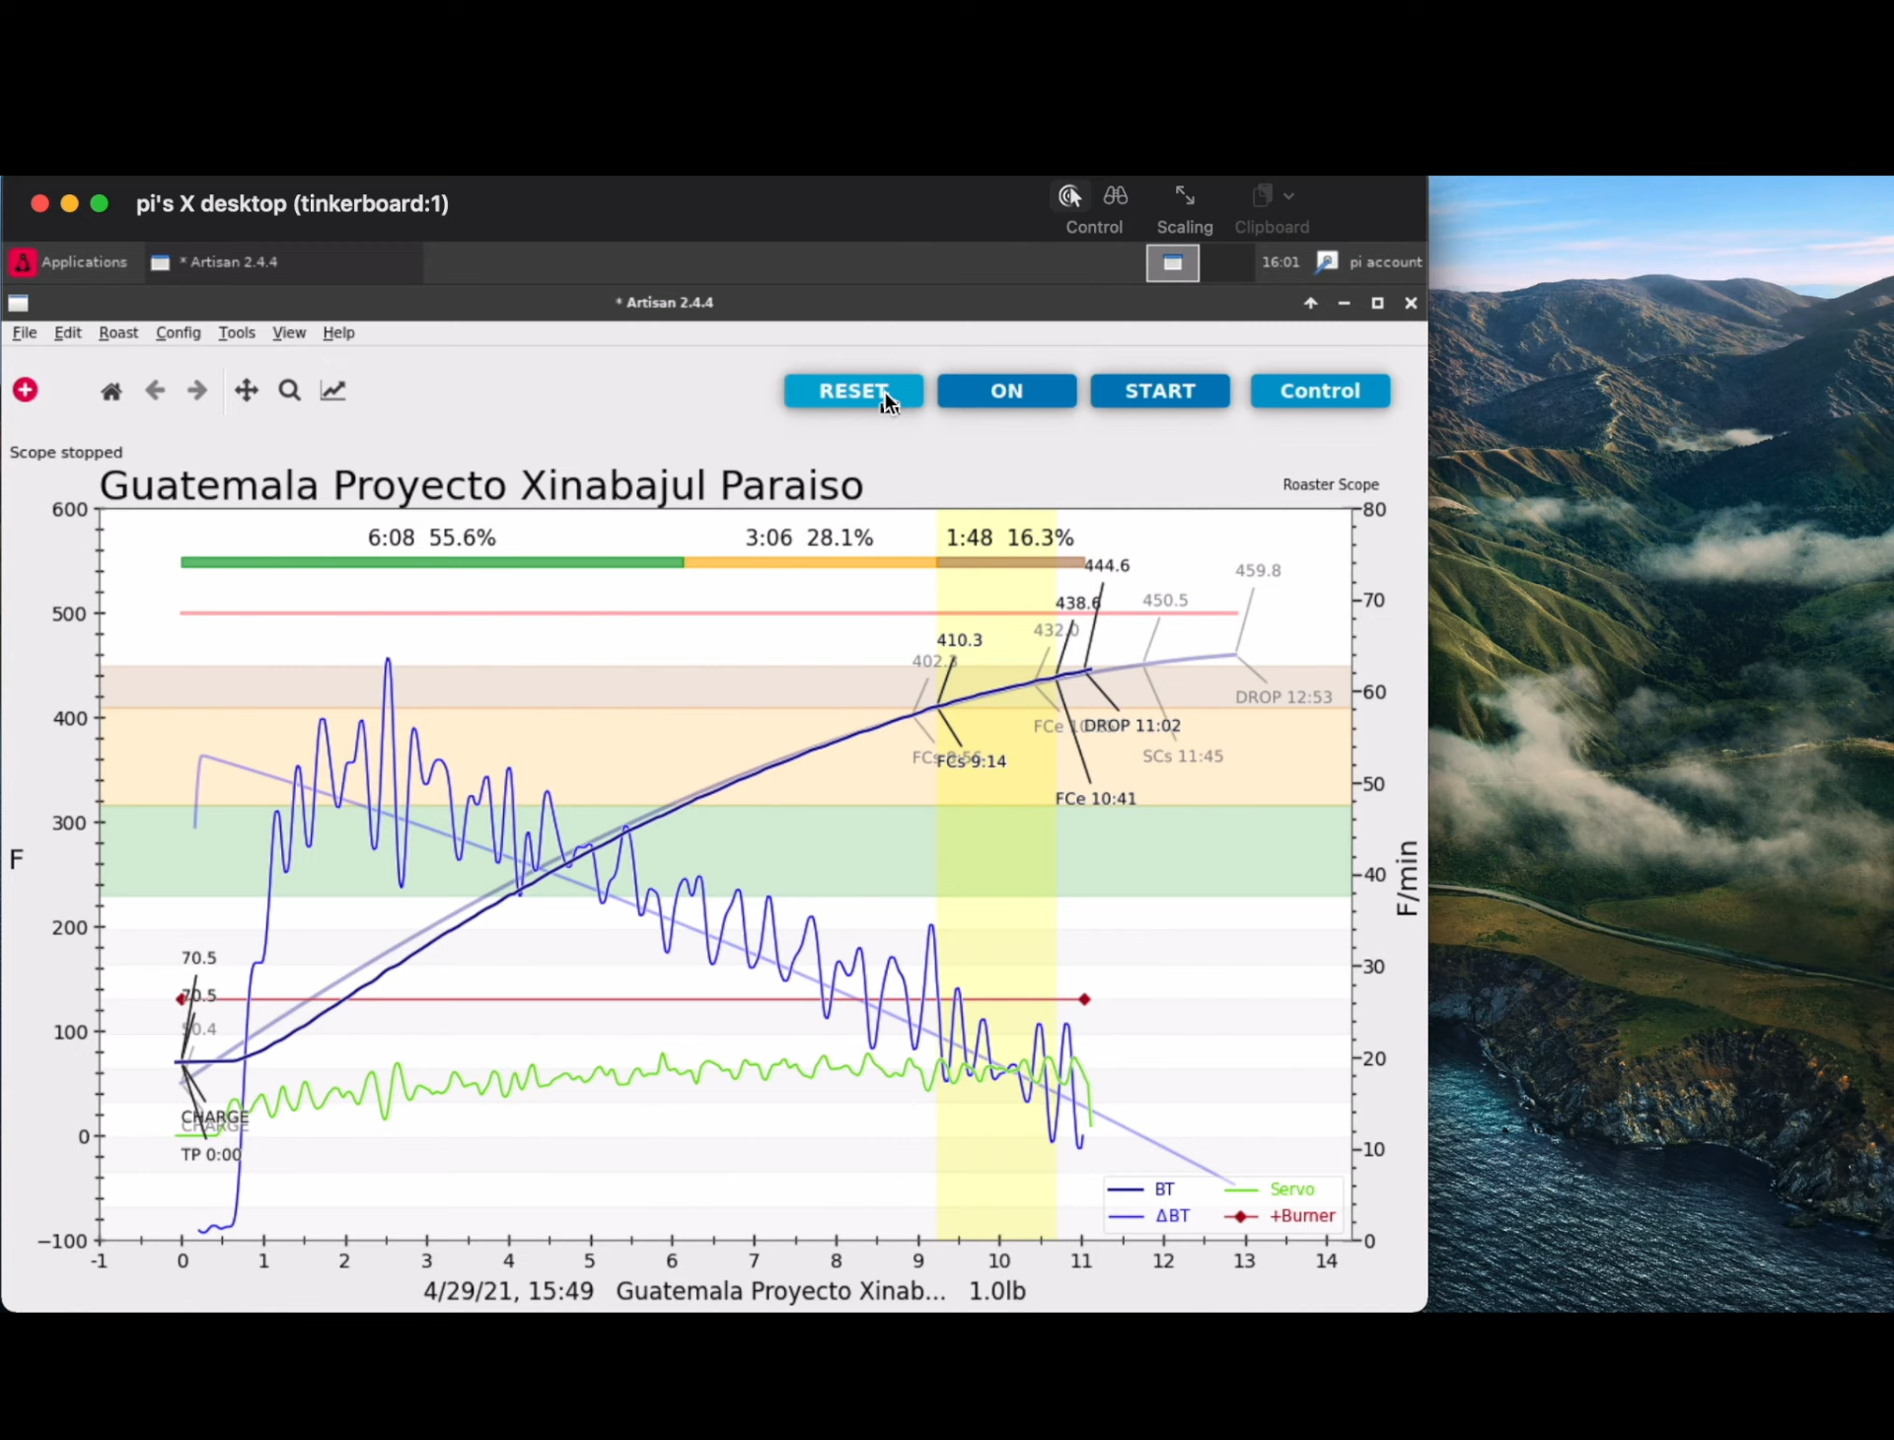 pi's X desktop (tinkerboard:1)
Control Scaling Clipboard
Applications * Artisan 2.4.4 16:01 pi account
* Artisan 2.4.4
File Edit Roast Config Tools View Help
RESET ON START Control
Scope stopped
Guatemala Proyecto Xinabajul Paraiso
Roaster Scope
600 80
6:08 55.6% 3:06 28.1% 1:48 16.3%
444.6
459.8
500 70
438.6
450.5
432.0
410.3
402.3
400 60
DROP 12:53
FCe DROP 11:02
FCs FCs 9:14 SCs 11:45
50
FCe 10:41
300
F F/min
40
200
70.5 30
70.5
100
20
CHARGE
CHARGE
0
TP 0:00 10
BT Servo
ΔBT +Burner
-100 0
-1 0 1 2 3 4 5 6 7 8 9 10 11 12 13 14
4/29/21, 15:49 Guatemala Proyecto Xinab... 1.0lb